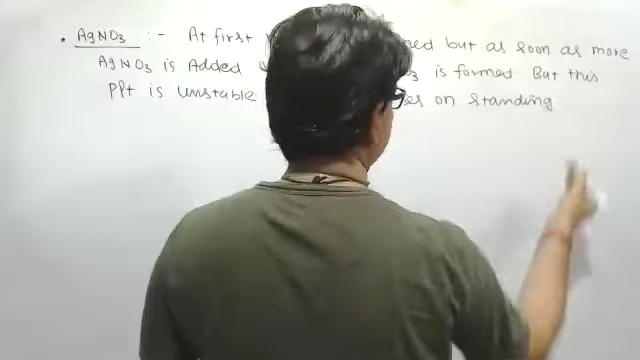 • AgNO3 :- At first ed but as soon as more
AgNO3 is Added 3 is formed But this
PPt is unstable es on standing